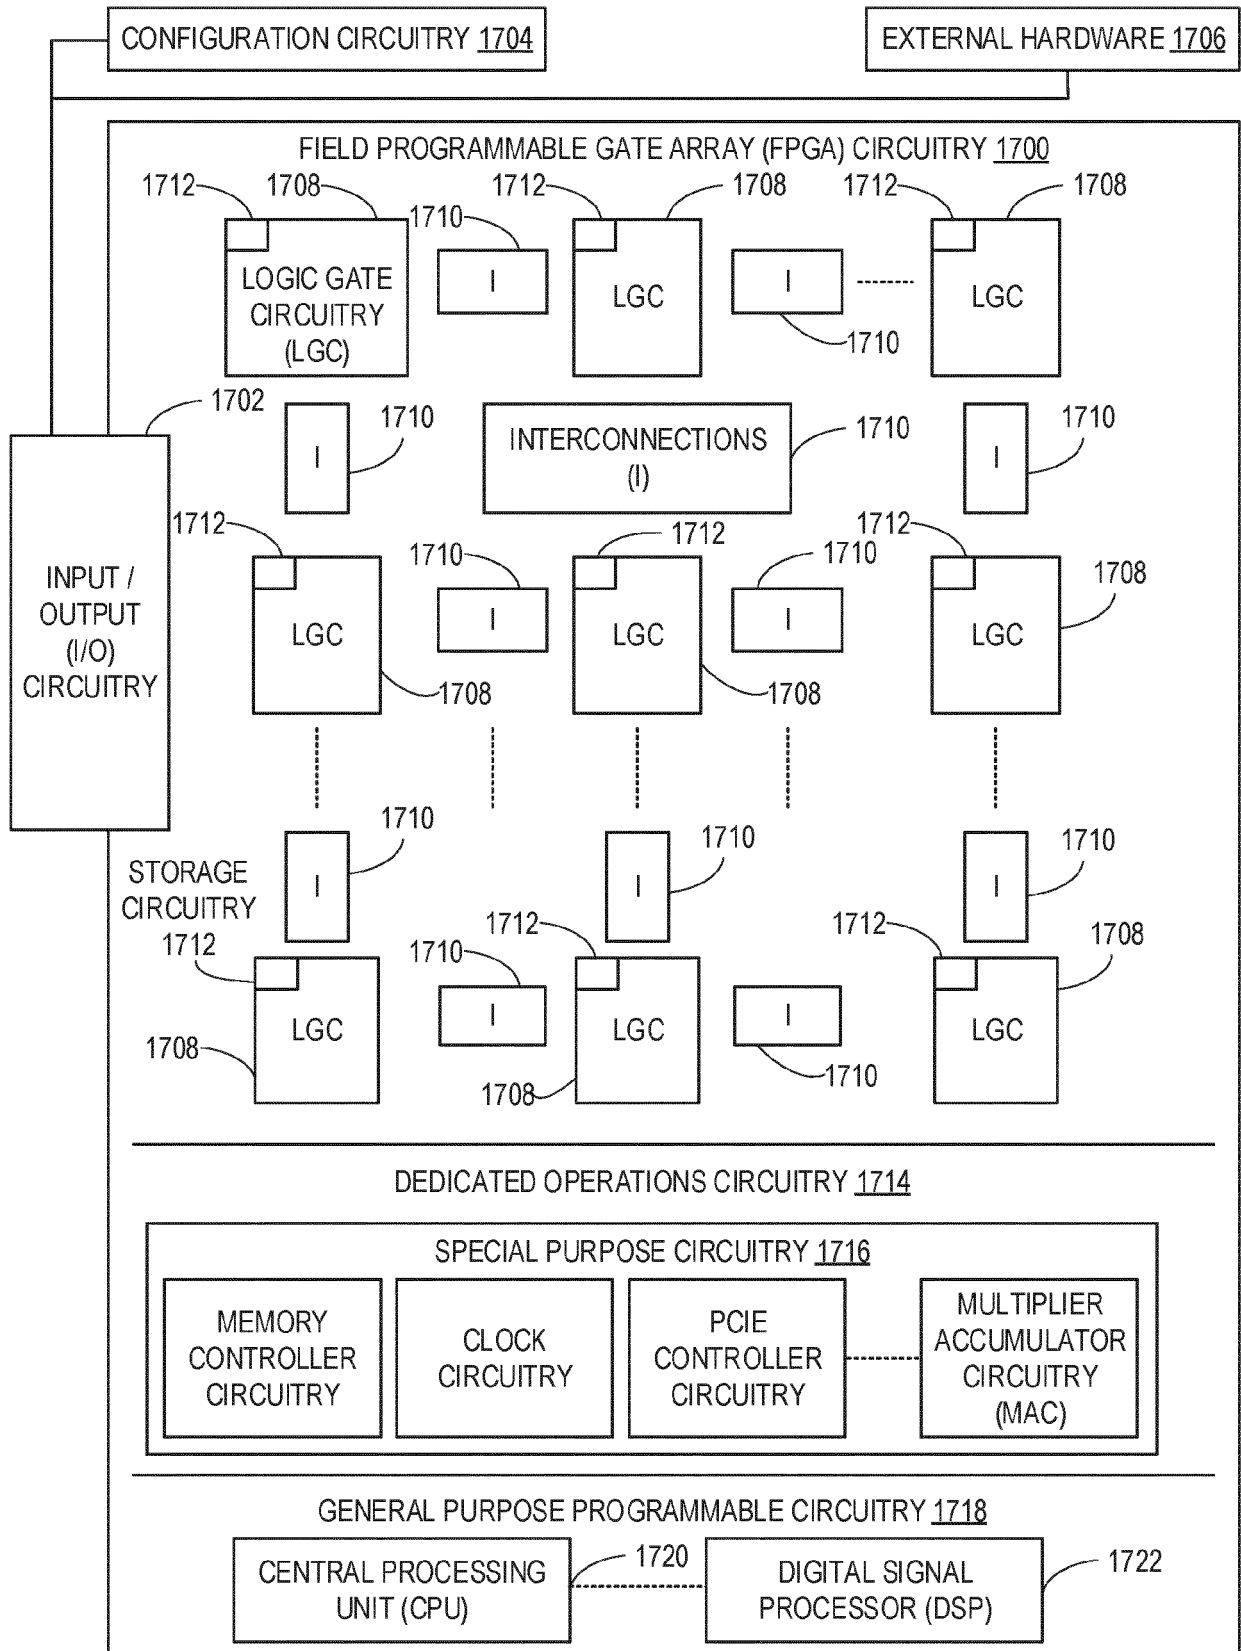 CONFIGURATION CIRCUITRY 1704
EXTERNAL HARDWARE 1706
FIELD PROGRAMMABLE GATE ARRAY (FPGA) CIRCUITRY 1700
1712
1708
1712
1708
1712
1708
1710
LOGIC GATE
CIRCUITRY
(LGC)
I
LGC
I
LGC
1710
1702
1710
1710
1710
I
INTERCONNECTIONS
(I)
I
1712
1712
1710
1710
1712
1708
INPUT /
OUTPUT
(I/O)
CIRCUITRY
LGC
I
LGC
I
LGC
1708
1708
1710
1710
1710
STORAGE
CIRCUITRY
I
I
I
1712
1710
1712
1712
1708
LGC
I
LGC
I
LGC
1708
1708
1710
DEDICATED OPERATIONS CIRCUITRY 1714
SPECIAL PURPOSE CIRCUITRY 1716
MEMORY
CONTROLLER
CIRCUITRY
CLOCK
CIRCUITRY
PCIE
CONTROLLER
CIRCUITRY
MULTIPLIER
ACCUMULATOR
CIRCUITRY
(MAC)
GENERAL PURPOSE PROGRAMMABLE CIRCUITRY 1718
CENTRAL PROCESSING
UNIT (CPU)
1720
DIGITAL SIGNAL
PROCESSOR (DSP)
1722